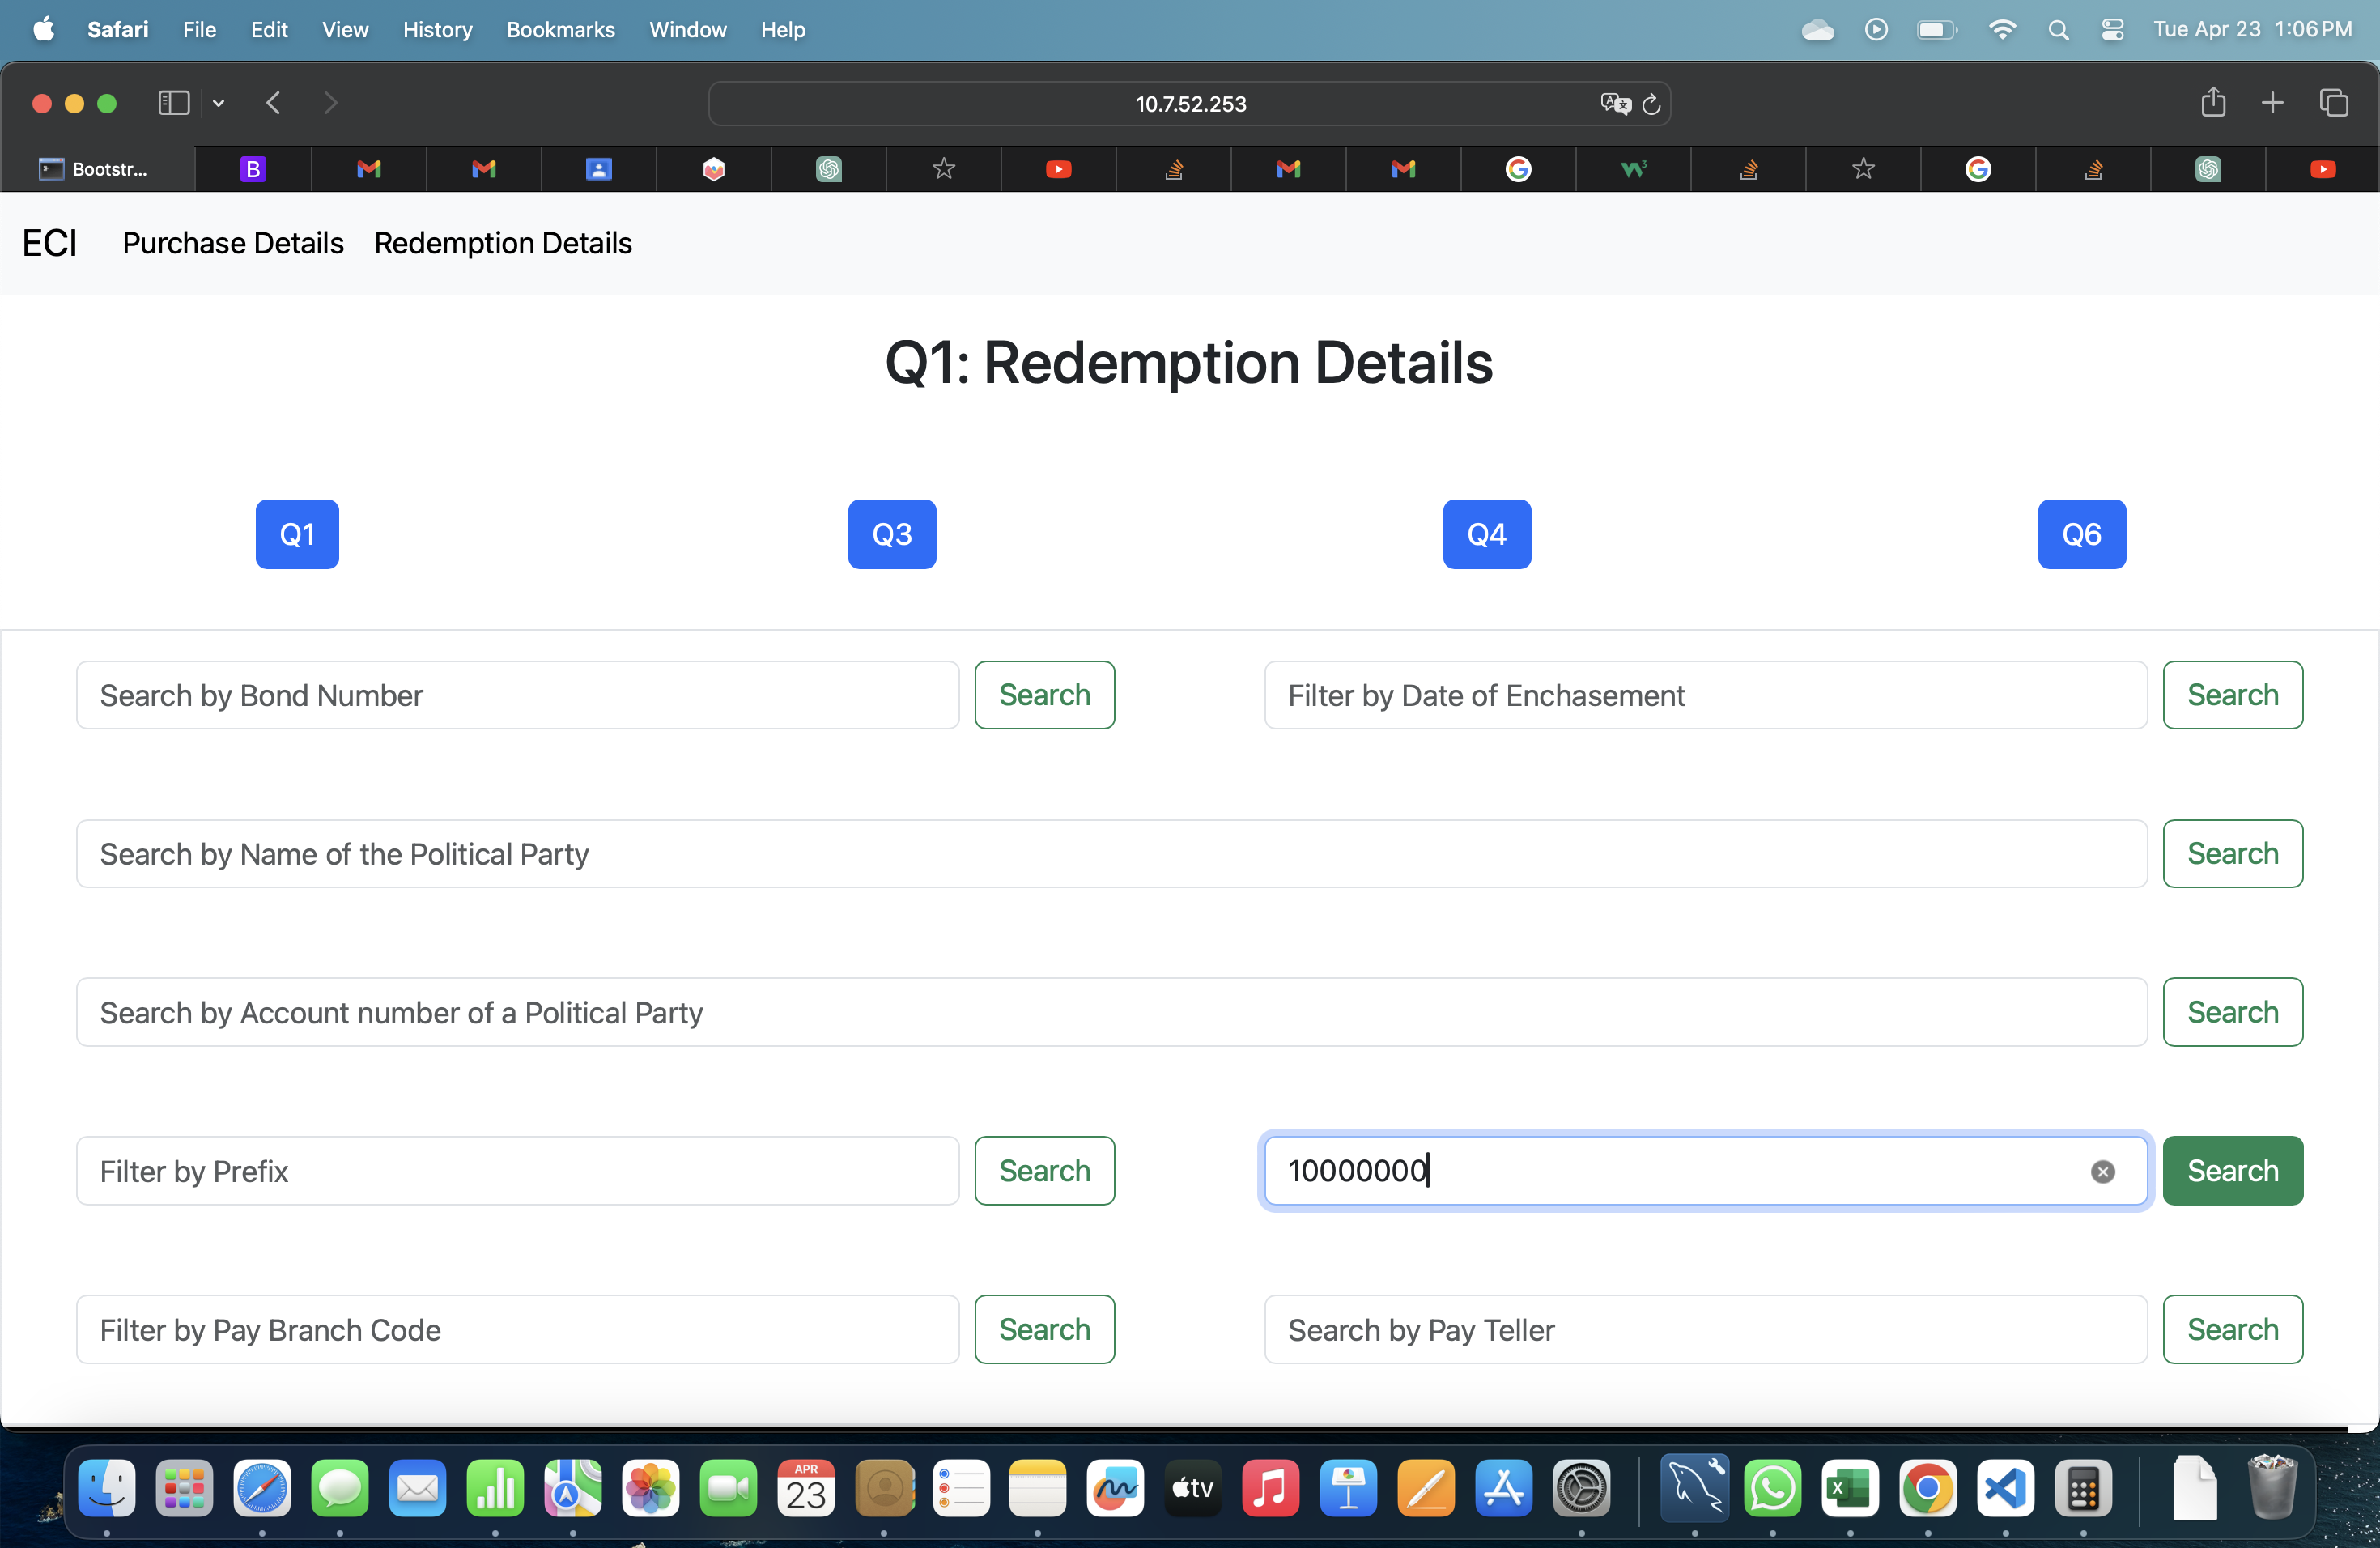 Safari File Edit View History Bookmarks Window Help Tue Apr 23 1:06 PM
10.7.52.253
Bootstr...
ECI Purchase Details Redemption Details
Q1: Redemption Details
Q1 Q3 Q4 Q6
Search by Bond Number Search Filter by Date of Enchasement Search
Search by Name of the Political Party Search
Search by Account number of a Political Party Search
Filter by Prefix Search 10000000 Search
Filter by Pay Branch Code Search Search by Pay Teller Search
APR
23
tv